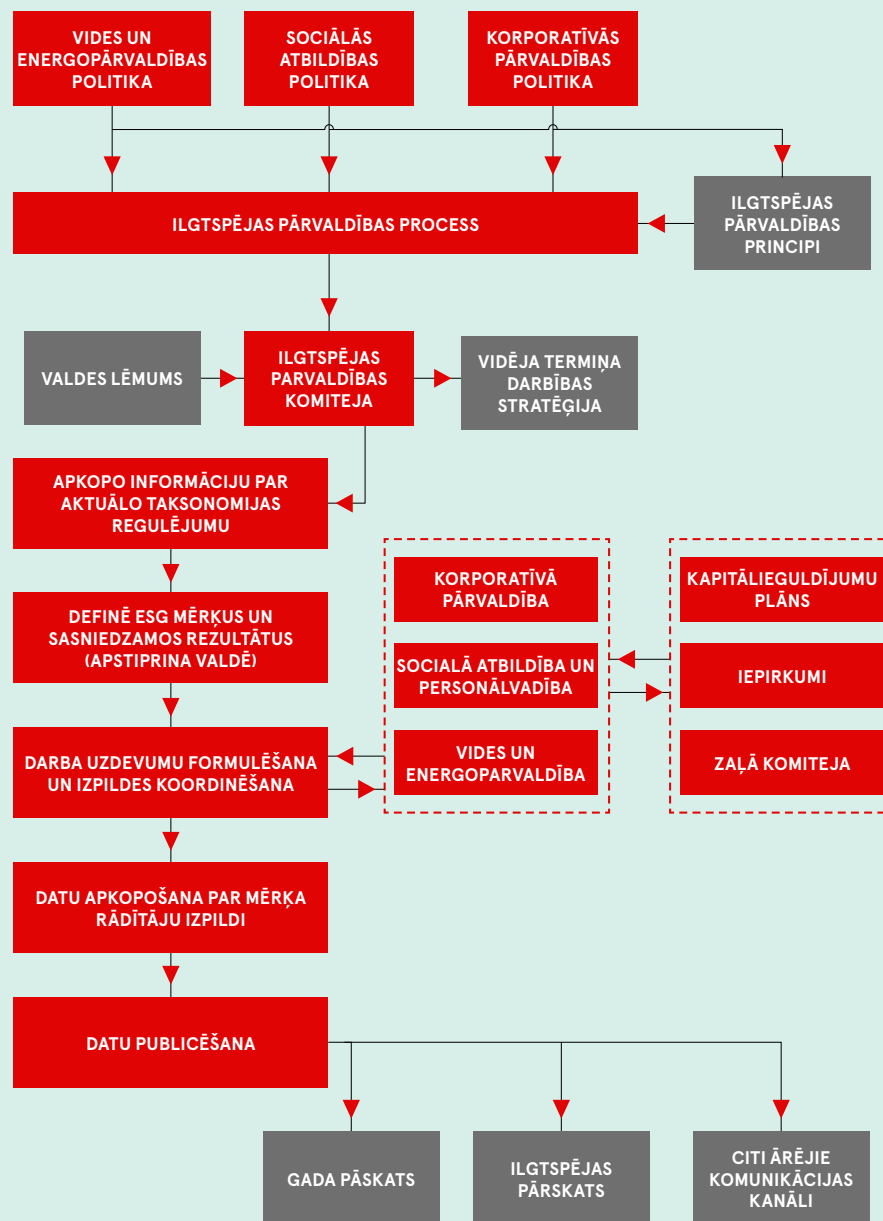 VIDES UN
ENERGOPĀRVALDĪBAS
POLITIKA
SOCIĀLĀS
ATBILDĪBAS
POLITIKA
KORPORATĪVĀS
PĀRVALDĪBAS
POLITIKA
ILGTSPĒJAS PĀRVALDĪBAS PROCESS
ILGTSPĒJAS
PĀRVALDĪBAS
PRINCIPI
VALDES LĒMUMS
ILGTSPĒJAS
PARVALDĪBAS
KOMITEJA
VIDĒJA TERMIŅA
DARBĪBAS
STRATĒĢIJA
APKOPO INFORMĀCIJU PAR
AKTUĀLO TAKSONOMIJAS
REGULĒJUMU
DEFINĒ ESG MĒRĶUS UN
SASNIEDZAMOS REZULTĀTUS
(APSTIPRINA VALDĒ)
DARBA UZDEVUMU FORMULĒŠANA
UN IZPILDES KOORDINĒŠANA
KORPORATĪVĀ
PĀRVALDĪBA
SOCIALĀ ATBILDĪBA UN
PERSONĀLVADĪBA
VIDES UN
ENERGOPARVALDĪBA
KAPITĀLIEGULDĪJUMU
PLĀNS
IEPIRKUMI
ZAĻĀ KOMITEJA
DATU APKOPOŠANA PAR MĒRĶA
RĀDĪTĀJU IZPILDI
DATU PUBLICĒŠANA
GADA PĀSKATS
ILGTSPĒJAS
PĀRSKATS
CITI ĀRĒJIE
KOMUNIKĀCIJAS
KANĀLI